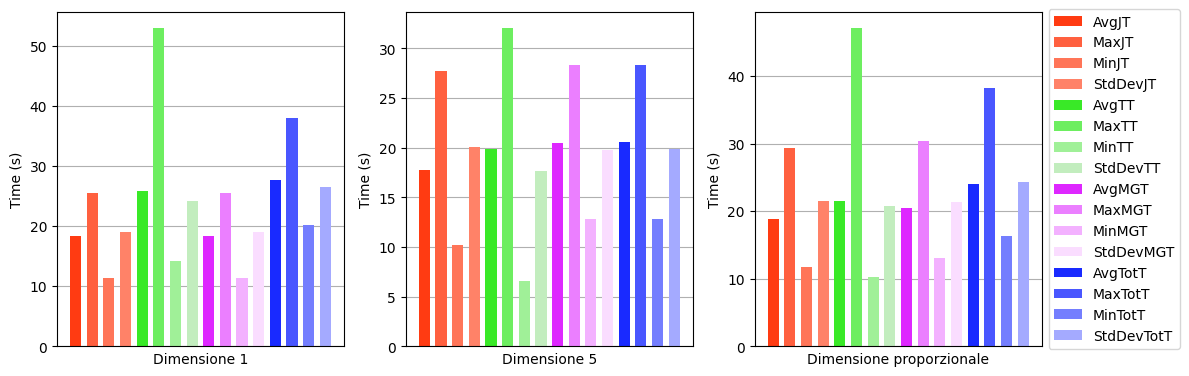 Time (s)
50
40
30
20
10
0
Dimensione 1
Time (s)
30
25
20
15
10
5
0
Dimensione 5
Time (s)
40
30
20
10
0
Dimensione proporzionale
AvgJT
MaxJT
MinJT
StdDevJT
AvgTT
MaxTT
MinTT
StdDevTT
AvgMGT
MaxMGT
MinMGT
StdDevMGT
AvgTotT
MaxTotT
MinTotT
StdDevTotT